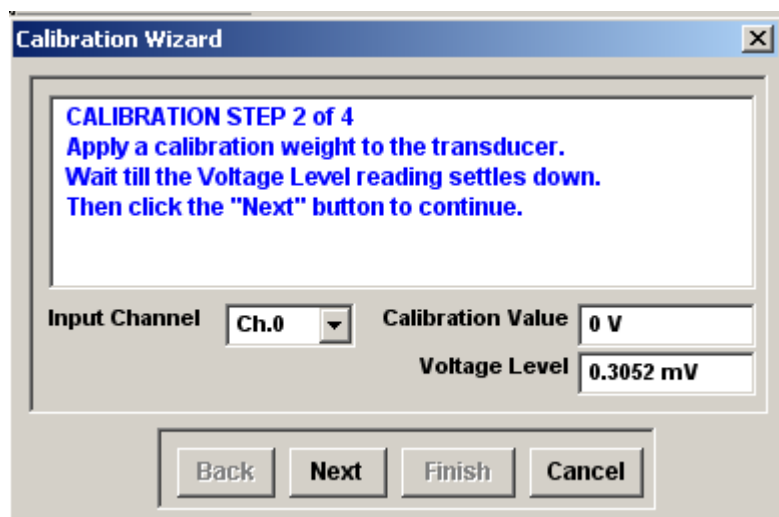 Calibration Wizard
CALIBRATION STEP 2 of 4
Apply a calibration weight to the transducer.
Wait till the Voltage Level reading settles down.
Then click the "Next" button to continue.
Input Channel Ch.0 Calibration Value 0 V
Voltage Level 0.3052 mV
Back Next Finish Cancel